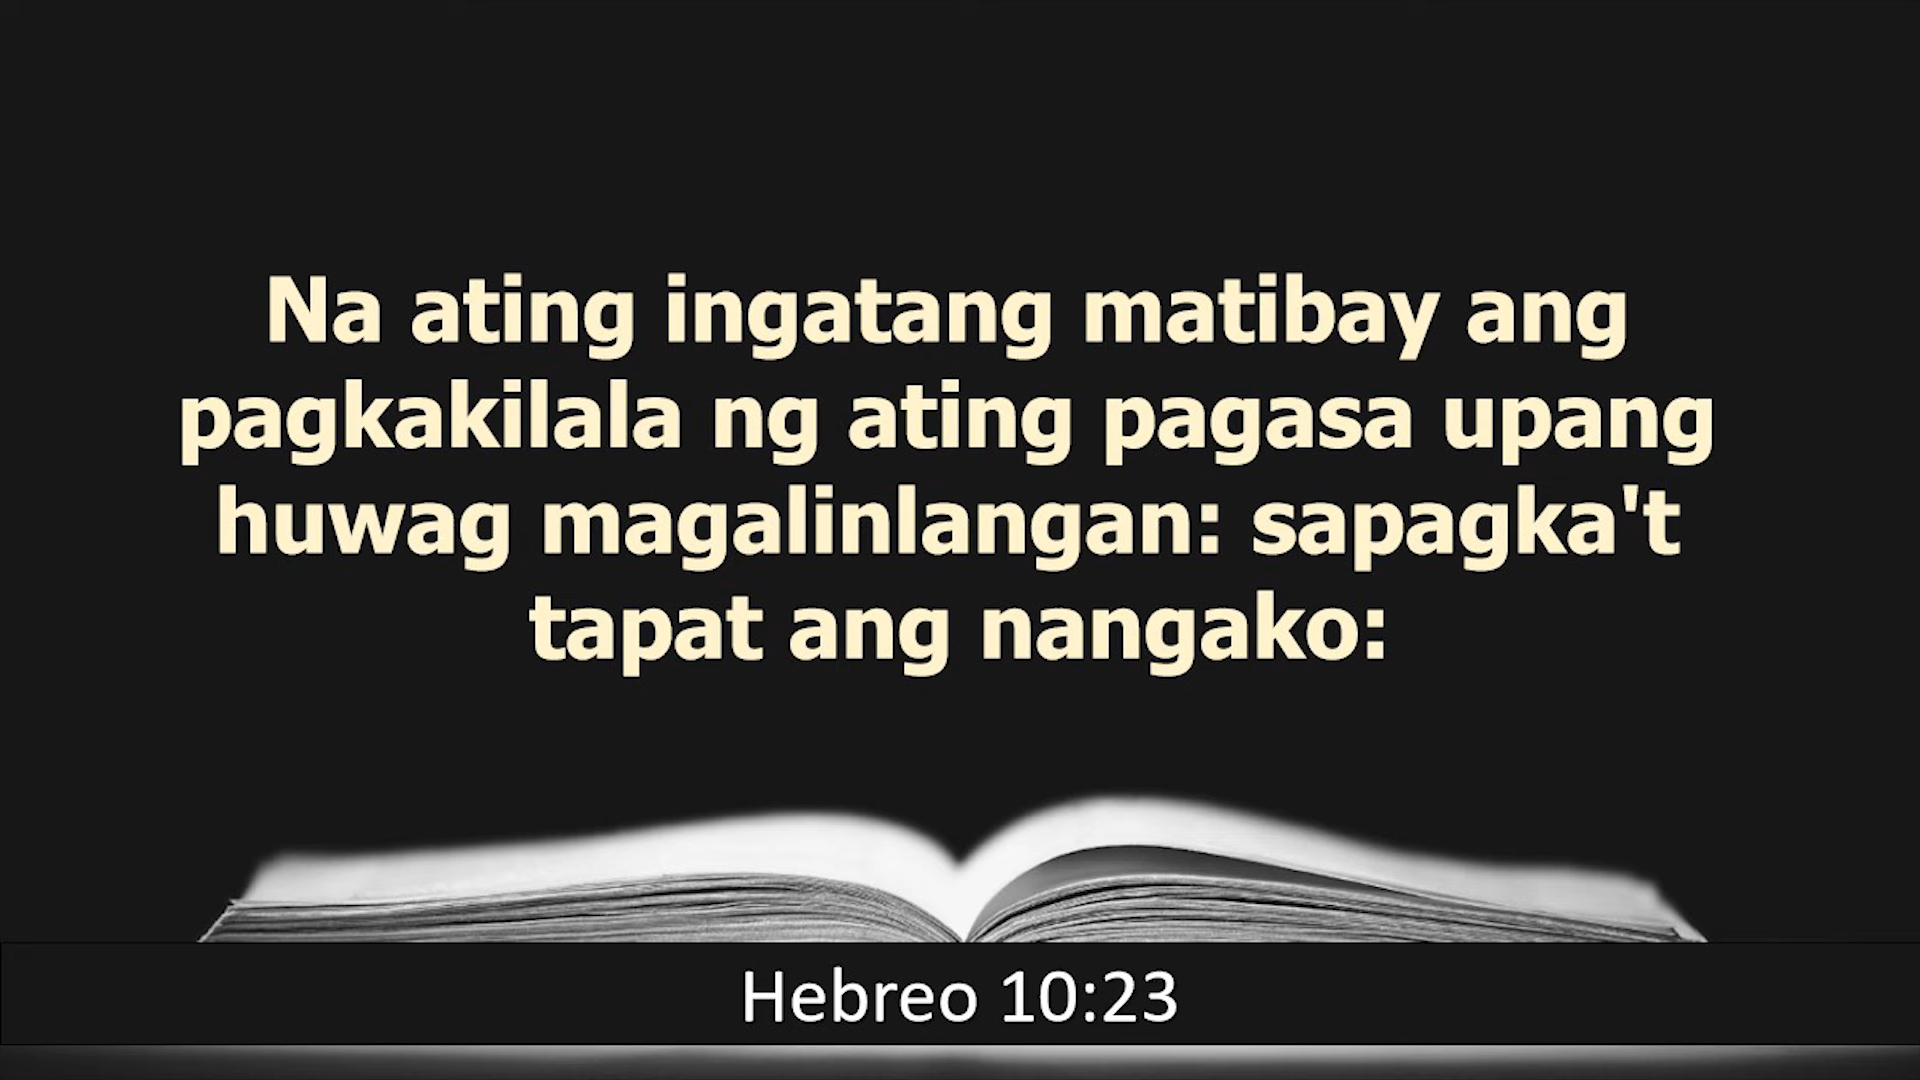 Na ating ingatang matibay ang
pagkakilala ng ating pagasa upang
huwag magalinlangan: sapagka't
tapat ang nangako:
Hebreo 10:23